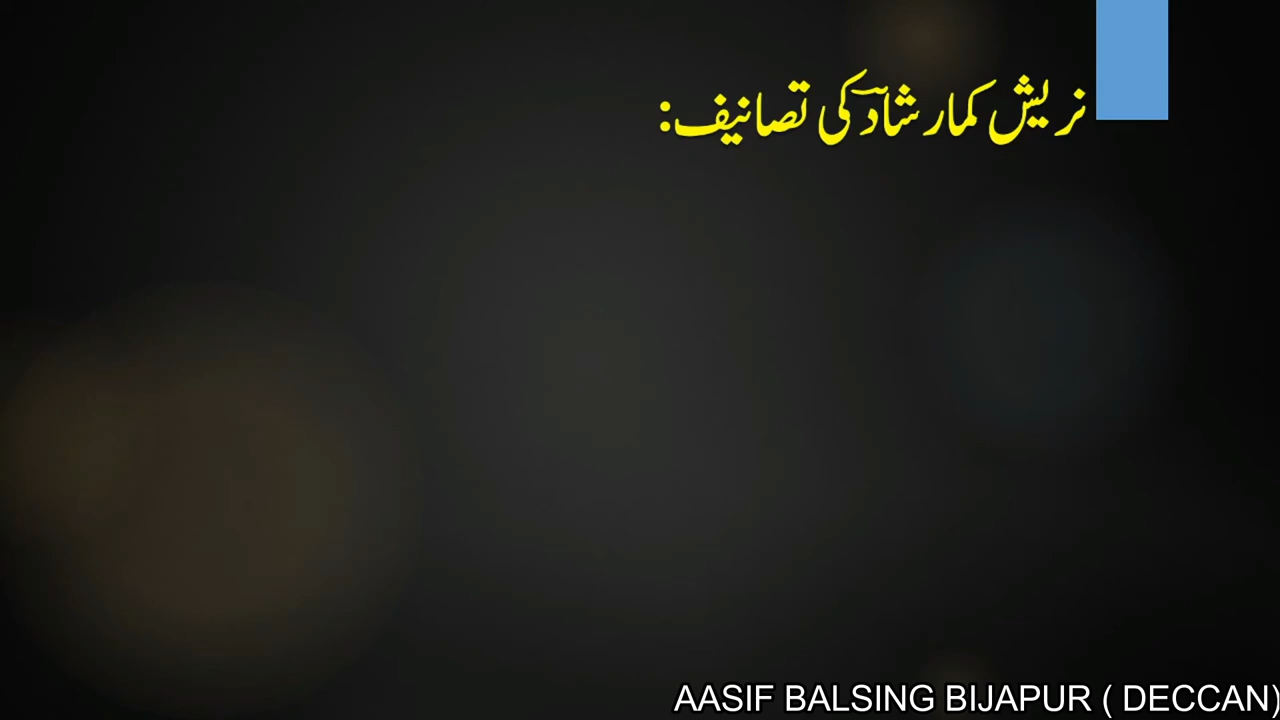 نریش کمار شادؔ کی تصانیف:
AASIF BALSING BIJAPUR ( DECCAN)